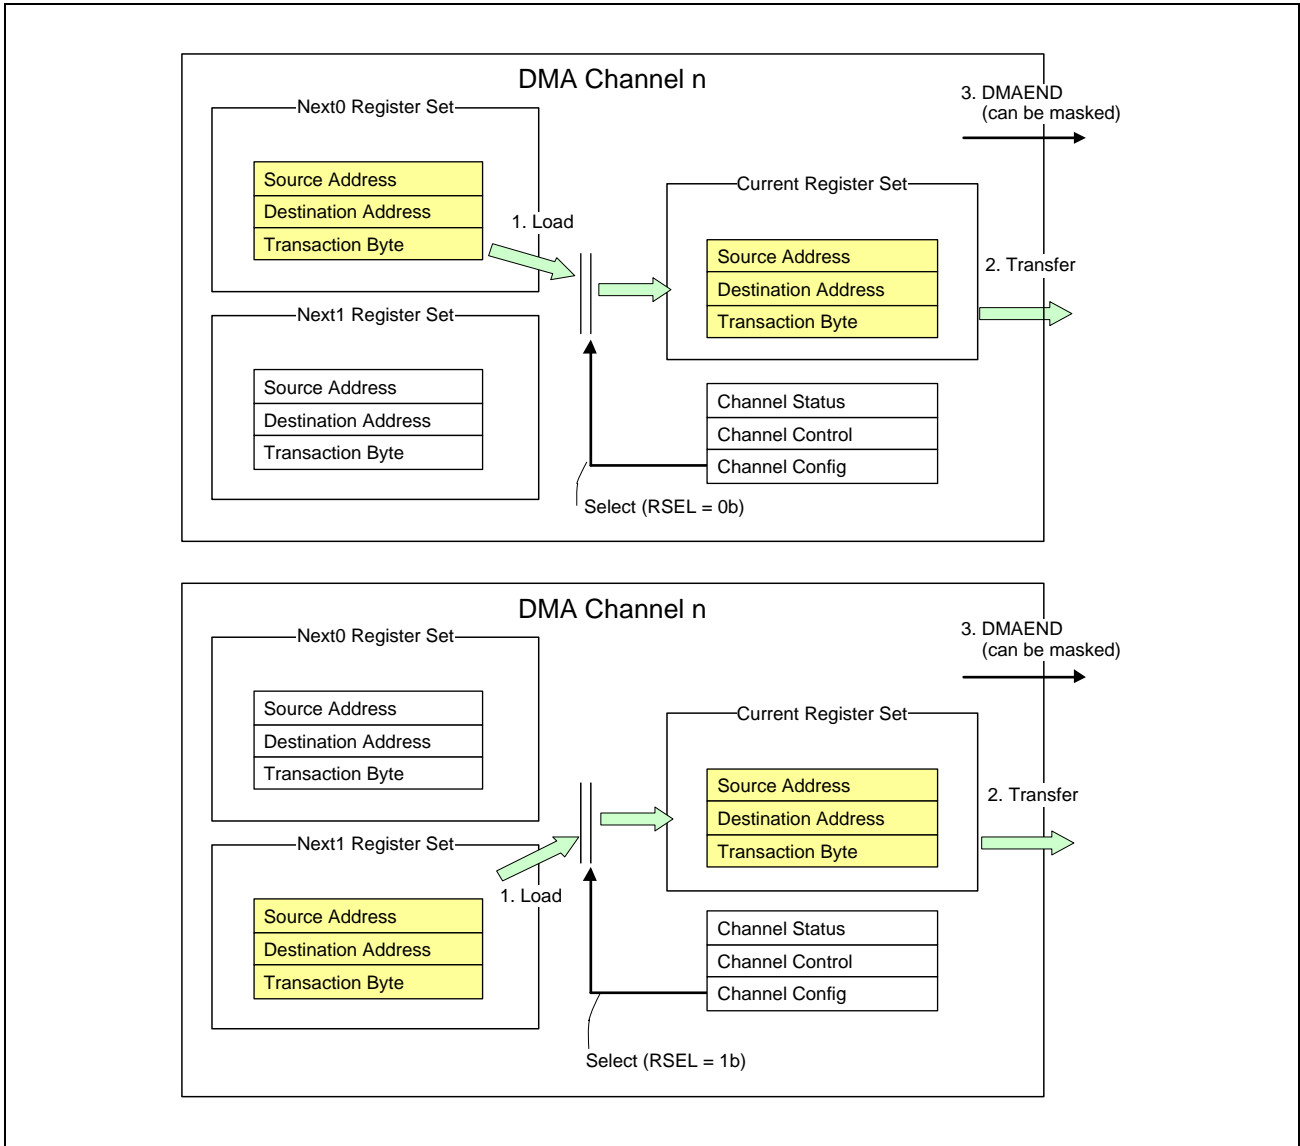 DMA Channel n
Next0 Register Set
3. DMAEND
(can be masked)
Source Address
Destination Address
Transaction Byte
1. Load
Current Register Set
Source Address
Destination Address
Transaction Byte
2. Transfer
Next1 Register Set
Source Address
Destination Address
Transaction Byte
Channel Status
Channel Control
Channel Config
Select (RSEL = 0b)
DMA Channel n
Next0 Register Set
3. DMAEND
(can be masked)
Source Address
Destination Address
Transaction Byte
Current Register Set
Source Address
Destination Address
Transaction Byte
2. Transfer
Next1 Register Set
1. Load
Source Address
Destination Address
Transaction Byte
Channel Status
Channel Control
Channel Config
Select (RSEL = 1b)